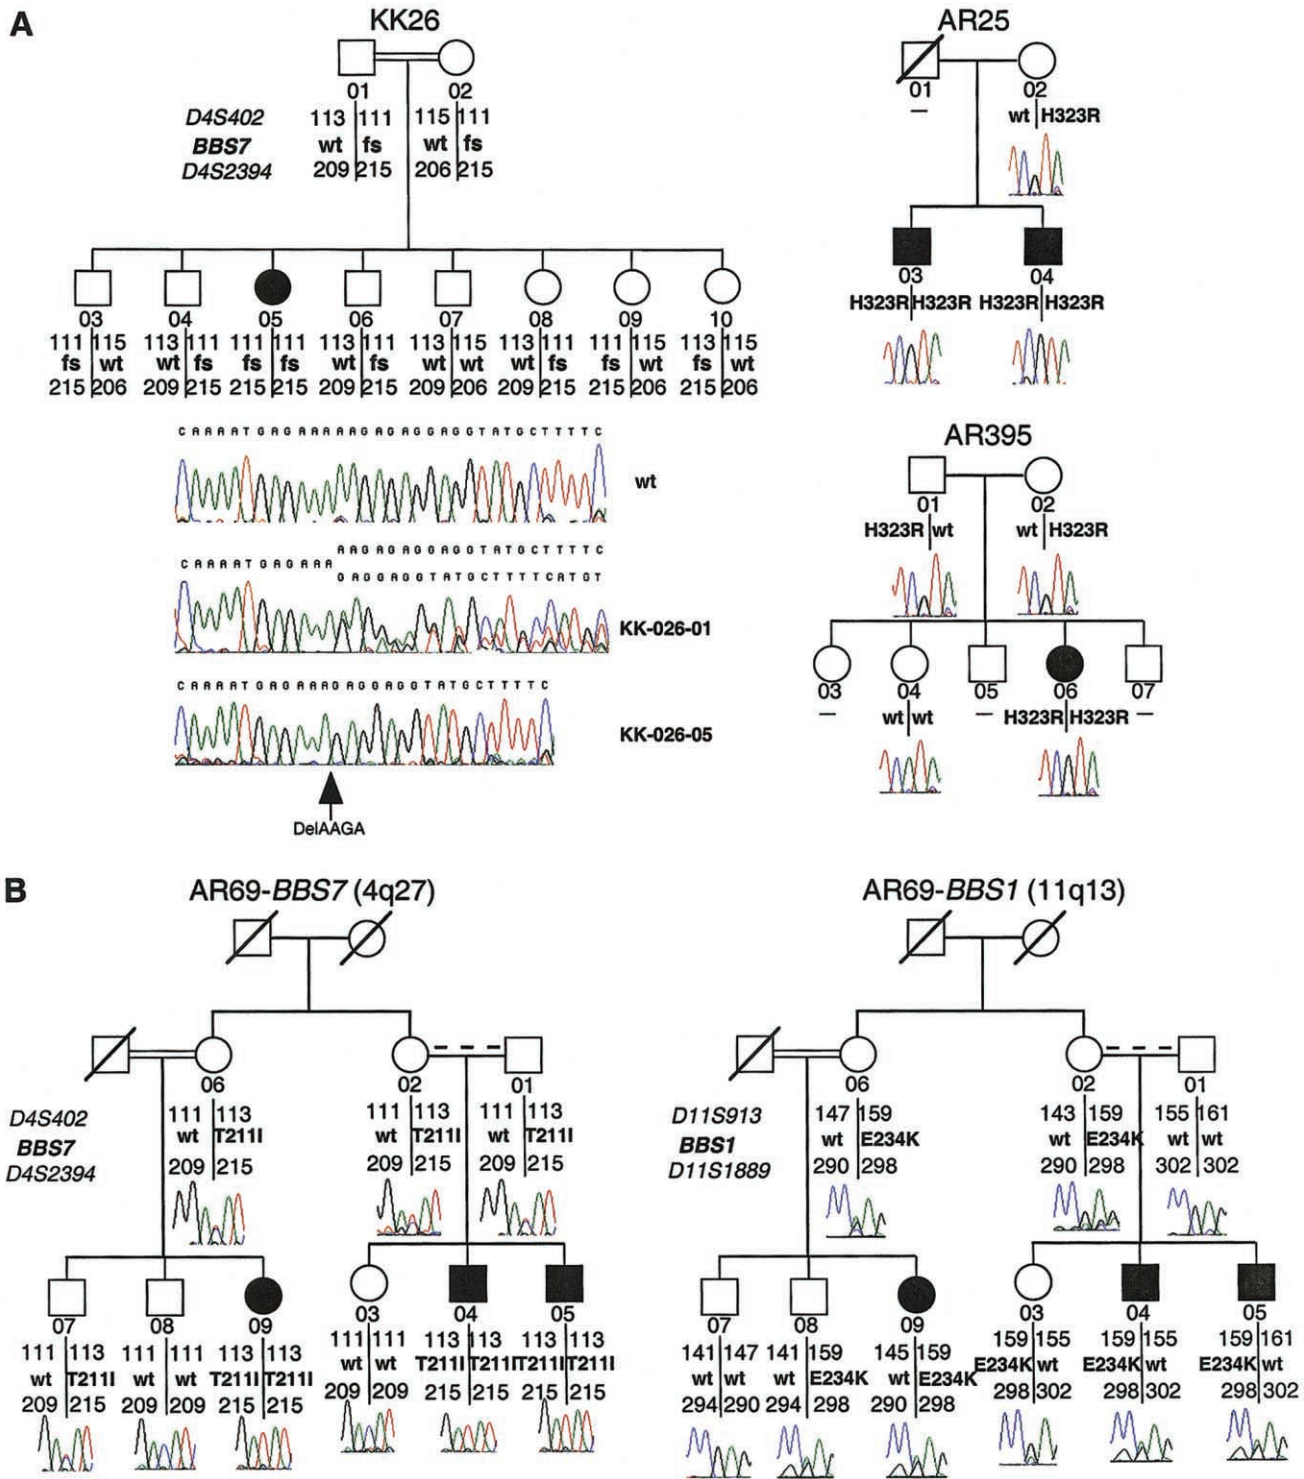 A
KK26
AR25
01 02
D4S402 113 111 115 111
BBS7 wt fs wt fs
D4S2394 209 215 206 215
01 02
— wt H323R
03 04 05 06 07 08 09 10
111 115 113 111 111 111 113 111 113 115 113 111 111 115 113 115
fs wt wt fs fs fs wt fs wt wt wt fs fs wt fs wt
215 206 209 215 215 215 209 215 209 206 209 215 215 206 215 206
03 04
H323R H323R H323R H323R
C A A A A T G A G A A A A A G A G A G G A G G T A T G C T T T T C
wt
A A G A G A G G A G G T A T G C T T T T C
C A A A A T G A G A A A
G A G G A G G T A T G C T T T T C A T G T
KK-026-01
C A A A A T G A G A A A G A G G A G G T A T G C T T T T C
KK-026-05
DelAAGA
AR395
01 02
H323R wt wt H323R
03 04 05 06 07
— wt wt — H323R H323R —
B
AR69-BBS7 (4q27)
06 02 01
D4S402 111 113 111 113 111 113
BBS7 wt T211I wt T211I wt T211I
D4S2394 209 215 209 215 209 215
07 08 09 03 04 05
111 113 111 111 113 113 111 111 113 113 113 113
wt T211I wt wt T211I T211I wt wt T211I T211I T211I T211I
209 215 209 209 215 215 209 209 215 215 215 215
AR69-BBS1 (11q13)
06 02 01
D11S913 147 159 143 159 155 161
BBS1 wt E234K wt E234K wt wt
D11S1889 290 298 290 298 302 302
07 08 09 03 04 05
141 147 141 159 145 159 159 155 159 155 159 161
wt wt wt E234K wt E234K E234K wt E234K wt E234K wt
294 290 294 298 290 298 298 302 298 302 298 302